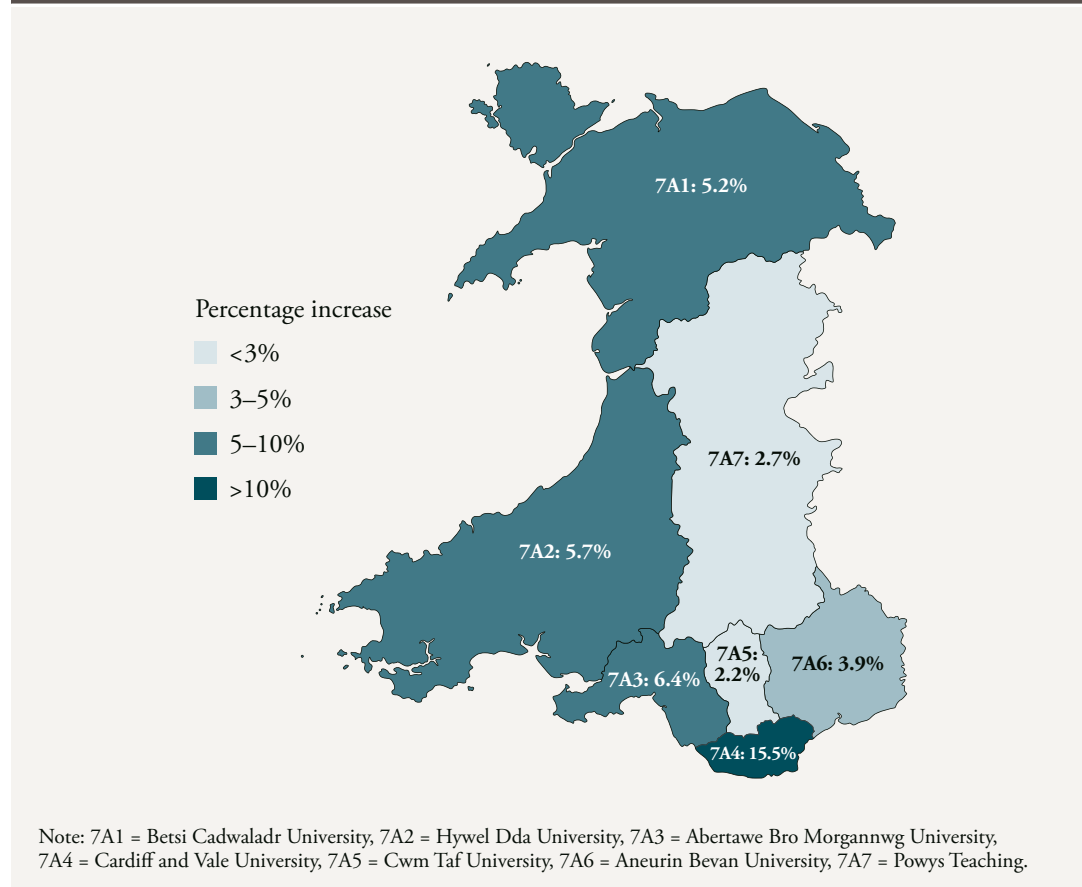 7A1: 5.2%
Percentage increase
<3%
3–5%
5–10%
>10%
7A7: 2.7%
7A2: 5.7%
7A5:
2.2%
7A6: 3.9%
7A3: 6.4%
7A4: 15.5%
Note: 7A1 = Betsi Cadwaladr University, 7A2 = Hywel Dda University, 7A3 = Abertawe Bro Morgannwg University,
7A4 = Cardiff and Vale University, 7A5 = Cwm Taf University, 7A6 = Aneurin Bevan University, 7A7 = Powys Teaching.